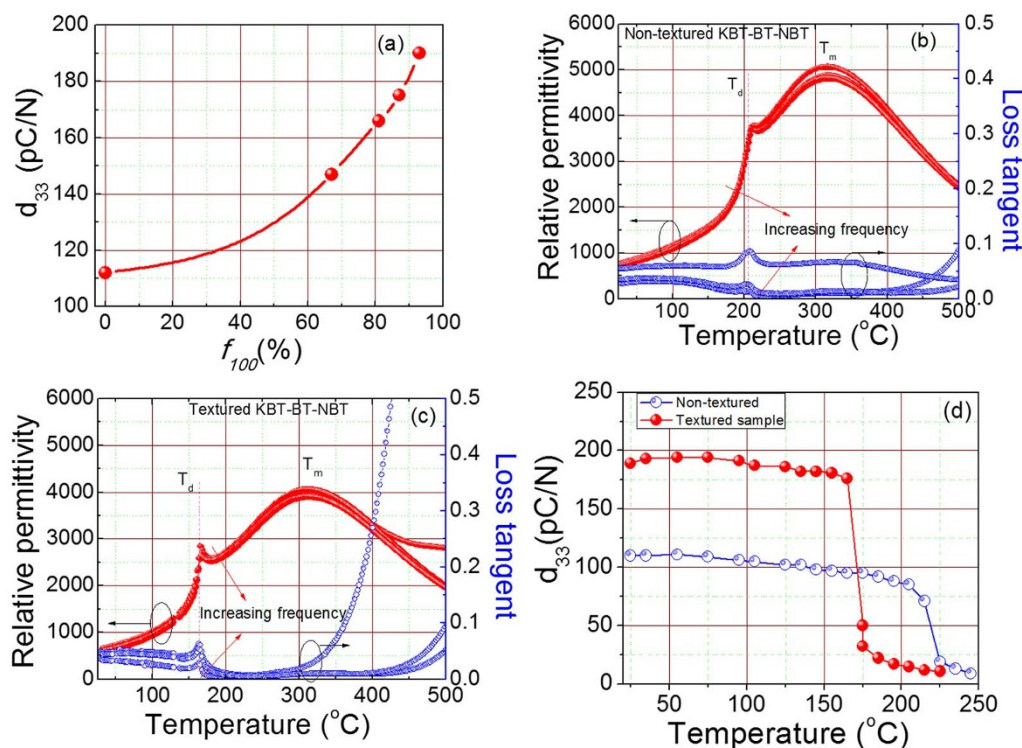 (a)
200
180
160
140
120
100
d33 (pC/N)
0 20 40 60 80 100
f100(%)
Non-textured KBT-BT-NBT
(b)
6000
5000
4000
3000
2000
1000
0
Relative permittivity
Td
Tm
Increasing frequency
0.5
0.4
0.3
0.2
0.1
0.0
Loss tangent
100 200 300 400 500
Temperature (°C)
Textured KBT-BT-NBT
(c)
6000
5000
4000
3000
2000
1000
0
Relative permittivity
Td
Tm
Increasing frequency
0.5
0.4
0.3
0.2
0.1
0.0
Loss tangent
100 200 300 400 500
Temperature (°C)
Non-textured
Textured sample
(d)
250
200
150
100
50
0
d33(pC/N)
50 100 150 200 250
Temperature (°C)